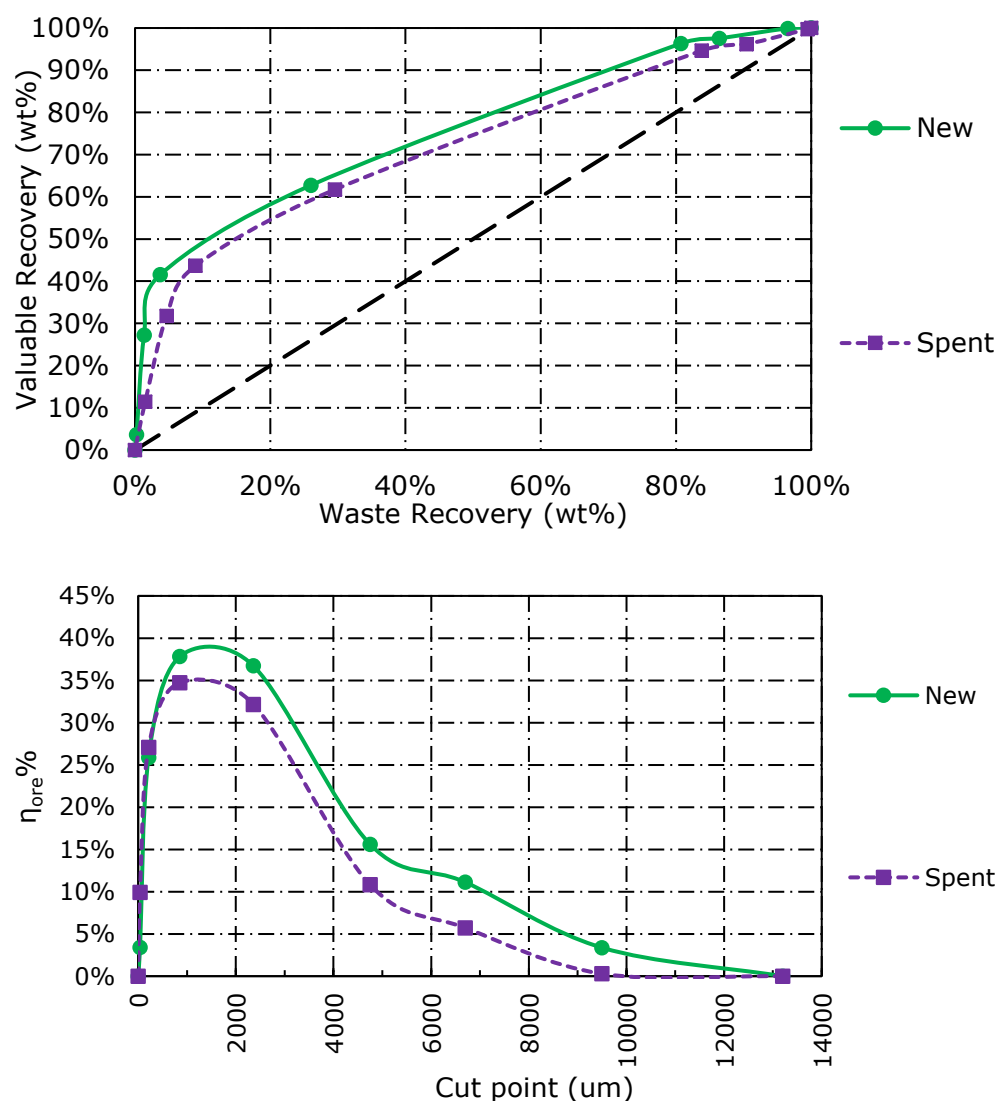 100%
90%
80%
70%
60%
50%
40%
30%
20%
10%
0%
Valuable Recovery (wt%)
0% 20% 40% 60% 80% 100%
Waste Recovery (wt%)
New
Spent
45%
40%
35%
30%
25%
20%
15%
10%
5%
0%
ηore%
0 2000 4000 6000 8000 10000 12000 14000
Cut point (um)
New
Spent